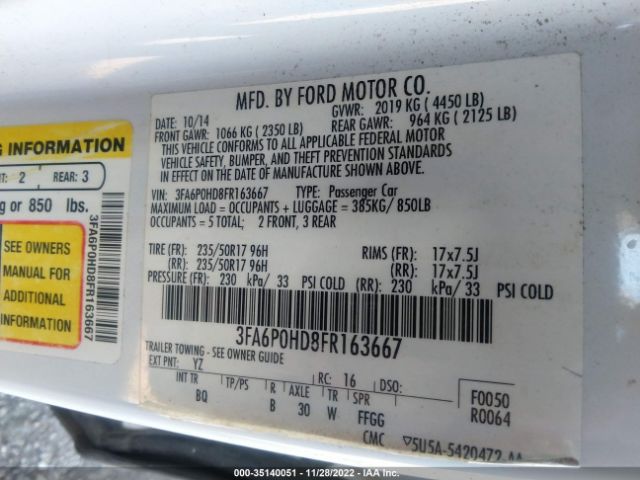 MFD. BY FORD MOTOR CO.
DATE: 10/14 GVWR: 2019 KG ( 4450 LB)
FRONT GAWR: 1066 KG ( 2350 LB) REAR GAWR: 964 KG ( 2125 LB)
THIS VEHICLE CONFORMS TO ALL APPLICABLE FEDERAL MOTOR
VEHICLE SAFETY, BUMPER, AND THEFT PREVENTION STANDARDS
IN EFFECT ON THE DATE OF MANUFACTURE SHOWN ABOVE.
VIN: 3FA6P0HD8FR163667 TYPE: Passenger Car
MAXIMUM LOAD = OCCUPANTS + LUGGAGE = 385KG/ 850LB
OCCUPANTS = 5 TOTAL; 2 FRONT, 3 REAR
TIRE (FR): 235/50R17 96H RIMS (FR): 17x7.5J
(RR): 235/50R17 96H (RR): 17x7.5J
PRESSURE (FR): 230 kPa/ 33 PSI COLD (RR): 230 kPa/ 33 PSI COLD
3FA6P0HD8FR163667
TRAILER TOWING - SEE OWNER GUIDE
EXT PNT: YZ RC: 16 DSO: F0050
INT TR TP/PS R AXLE TR SPR R0064
BQ B 30 W FFGG
CMC 5U5A-5420472-AA
G INFORMATION
NT: 2 REAR: 3
g or 850 lbs.
SEE OWNERS
MANUAL FOR
ADDITIONAL
INFORMATION
3FA6P0HD8FR163667
000-35140051 - 11/28/2022 - IAA Inc.